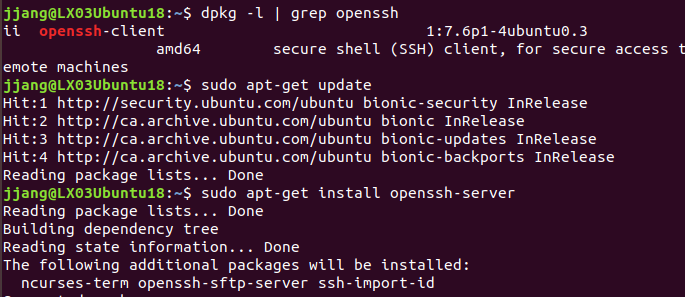 jjang@LX03Ubuntu18:~$ dpkg -l | grep openssh
ii  openssh-client                             1:7.6p1-4ubuntu0.3
                   amd64         secure shell (SSH) client, for secure access t
emote machines
jjang@LX03Ubuntu18:~$ sudo apt-get update
Hit:1 http://security.ubuntu.com/ubuntu bionic-security InRelease
Hit:2 http://ca.archive.ubuntu.com/ubuntu bionic InRelease
Hit:3 http://ca.archive.ubuntu.com/ubuntu bionic-updates InRelease
Hit:4 http://ca.archive.ubuntu.com/ubuntu bionic-backports InRelease
Reading package lists... Done
jjang@LX03Ubuntu18:~$ sudo apt-get install openssh-server
Reading package lists... Done
Building dependency tree
Reading state information... Done
The following additional packages will be installed:
  ncurses-term openssh-sftp-server ssh-import-id